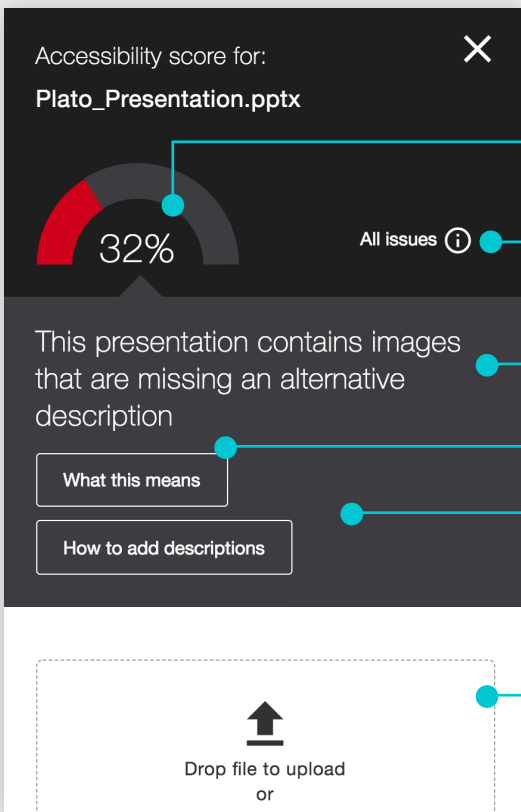 Accessibility score for:
Plato_Presentation.pptx
32%
All issues
This presentation contains images
that are missing an alternative
description
What this means
How to add descriptions
Drop file to upload
or